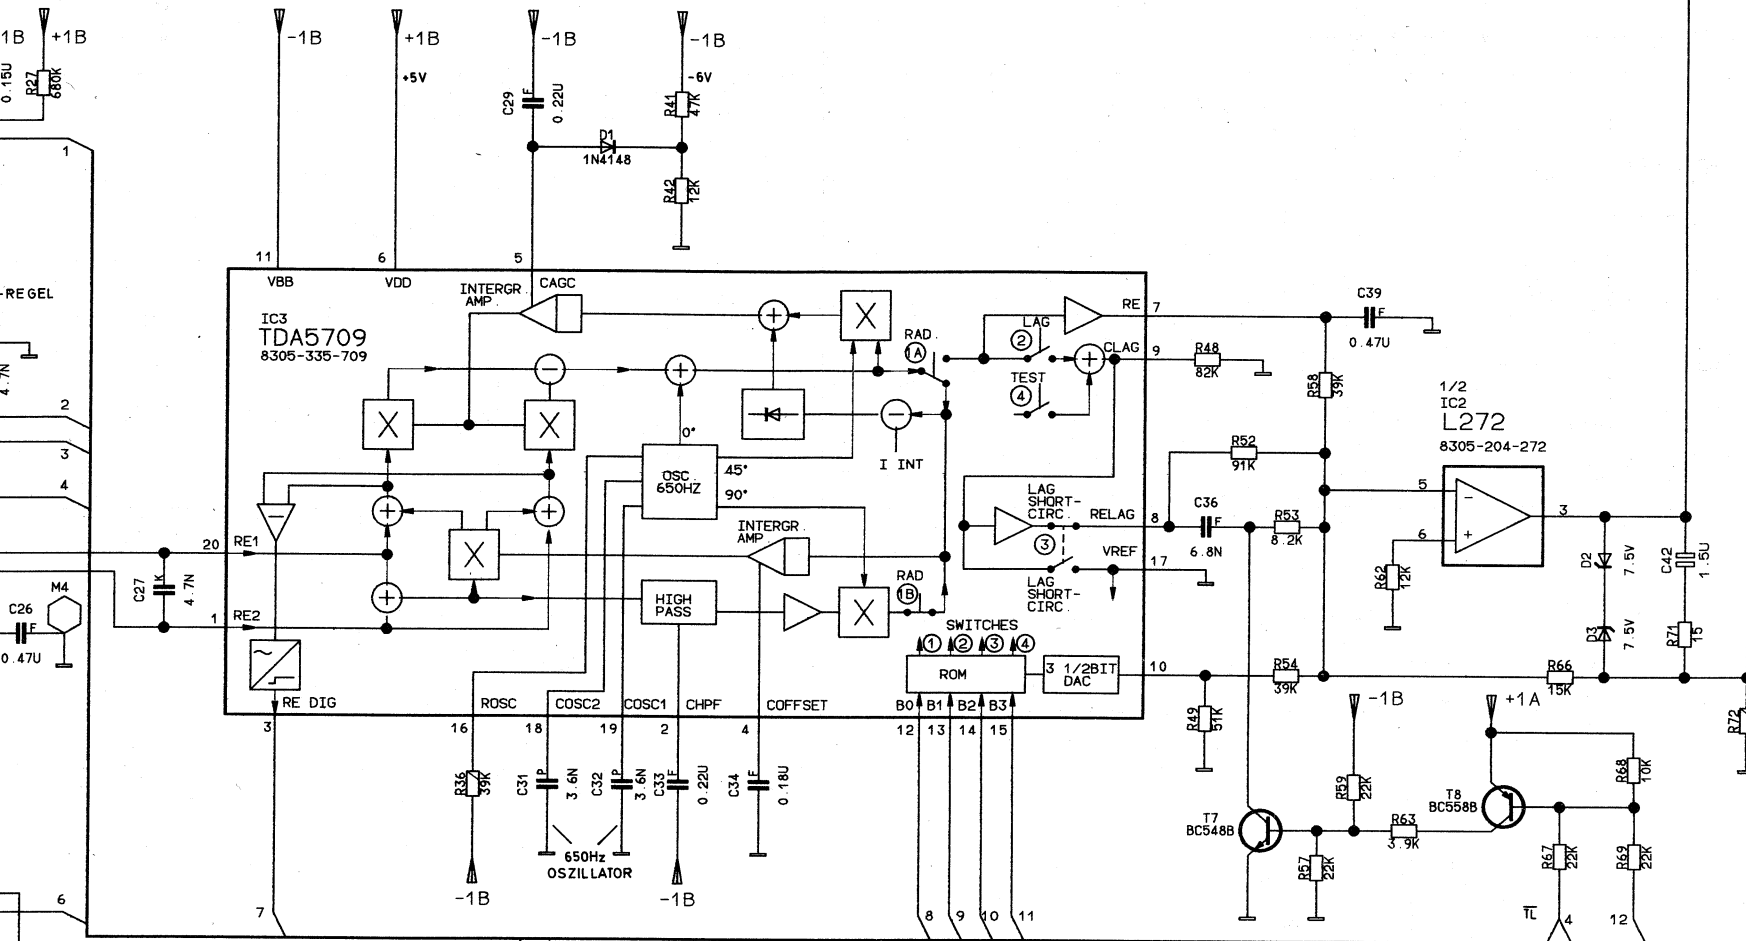 1B
+1B
-1B
+1B
-1B
-1B
0.15U
R27
680K
+5V
C29
F
0.22U
-6V
R41
47K
D1
1N4148
R42
12K
1
11
6
5
VBB
VDD
CAGC
INTERGR.
AMP.
-REGEL
IC3
TDA5709
8305-335-709
RE
7
C39
F
0.47U
RAD
1A
LAG
2
CLAG
9
R48
82K
TEST
4
R58
39K
4.7N
2
3
4
0°
I INT
OSC.
650HZ
45°
90°
R52
91K
1/2
IC2
L272
8305-204-272
LAG
SHORT-
CIRC.
3
RELAG
8
C36
F
6.8N
R53
8.2K
5
6
3
20
RE1
INTERGR.
AMP.
VREF
17
LAG
SHORT-
CIRC.
R62
12K
D2
7.5V
C42
1.5U
C27
K
4.7N
M4
C26
F
0.47U
1
RE2
HIGH
PASS
RAD
1B
SWITCHES
1
2
3
4
ROM
3 1/2BIT
DAC
10
R54
39K
D3
7.5V
R71
15
R66
15K
RE DIG
ROSC
COSC2
COSC1
CHPF
COFFSET
B0
B1
B2
B3
3
16
18
19
2
4
12
13
14
15
R49
51K
-1B
+1A
R72
R36
39K
C31
P
3.6N
C32
P
3.6N
C33
F
0.22U
C34
F
0.18U
R59
22K
R68
10K
T8
BC558B
T7
BC548B
R63
3.9K
650Hz
OSZILLATOR
R57
22K
R67
22K
R69
22K
-1B
-1B
6
7
8
9
10
11
TL
4
12